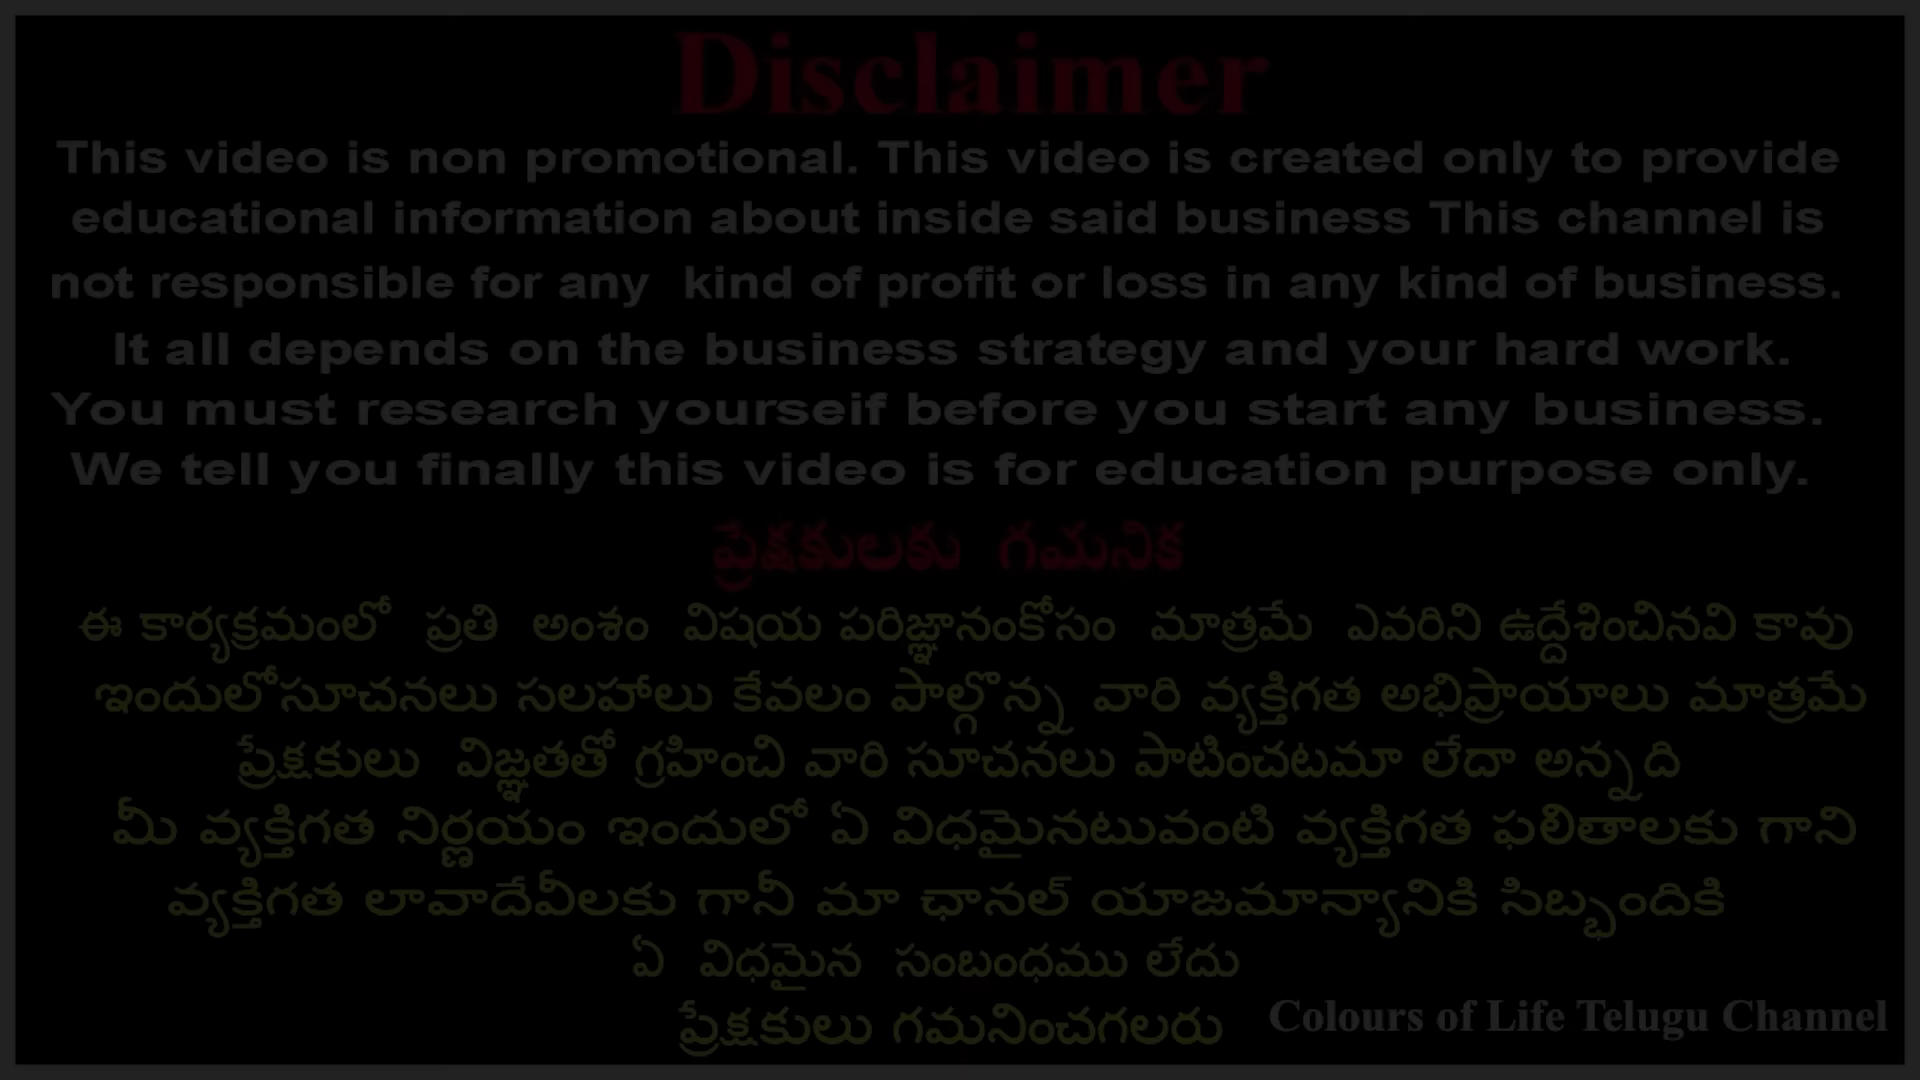 Disclaimer
This video is non promotional. This video is created only to provide
educational information about inside said business This channel is
not responsible for any kind of profit or loss in any kind of business.
It all depends on the business strategy and your hard work.
You must research yourseif before you start any business.
We tell you finally this video is for education purpose only.
ప్రేక్షకులకు గమనిక
ఈ కార్యక్రమంలో ప్రతి అంశం విషయ పరిజ్ఞానంకోసం మాత్రమే ఎవరిని ఉద్దేశించినవి కావు
ఇందులోసూచనలు సలహాలు కేవలం పాల్గొన్న వారి వ్యక్తిగత అభిప్రాయాలు మాత్రమే
ప్రేక్షకులు విజ్ఞతతో గ్రహించి వారి సూచనలు పాటించటమా లేదా అన్నది
మీ వ్యక్తిగత నిర్ణయం ఇందులో ఏ విధమైనటువంటి వ్యక్తిగత ఫలితాలకు గాని
వ్యక్తిగత లావాదేవీలకు గానీ మా ఛానల్ యాజమాన్యానికి సిబ్బందికి
ఏ విధమైన సంబంధము లేదు
ప్రేక్షకులు గమనించగలరు
Colours of Life Telugu Channel